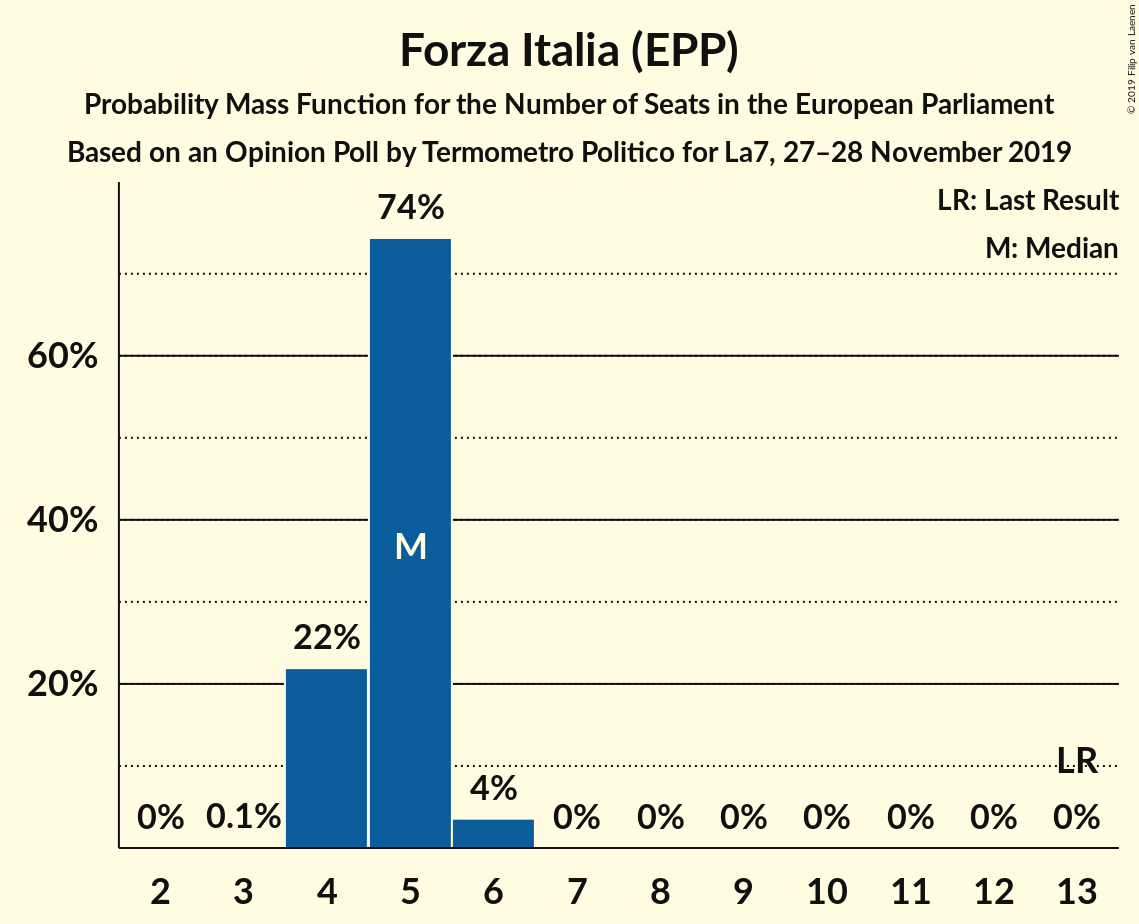 Forza Italia (EPP)
Probability Mass Function for the Number of Seats in the European Parliament
Based on an Opinion Poll by Termometro Politico for La7, 27–28 November 2019
© 2019 Filip van Laenen
LR: Last Result
M: Median
74%
60%
40%
M
22%
20%
LR
4%
0% 0.1% 0% 0% 0% 0% 0% 0% 0%
2 3 4 5 6 7 8 9 10 11 12 13